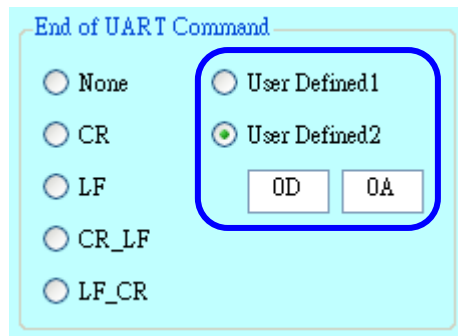 End of UART Command
None
User Defined1
CR
User Defined2
LF
0D 0A
CR_LF
LF_CR